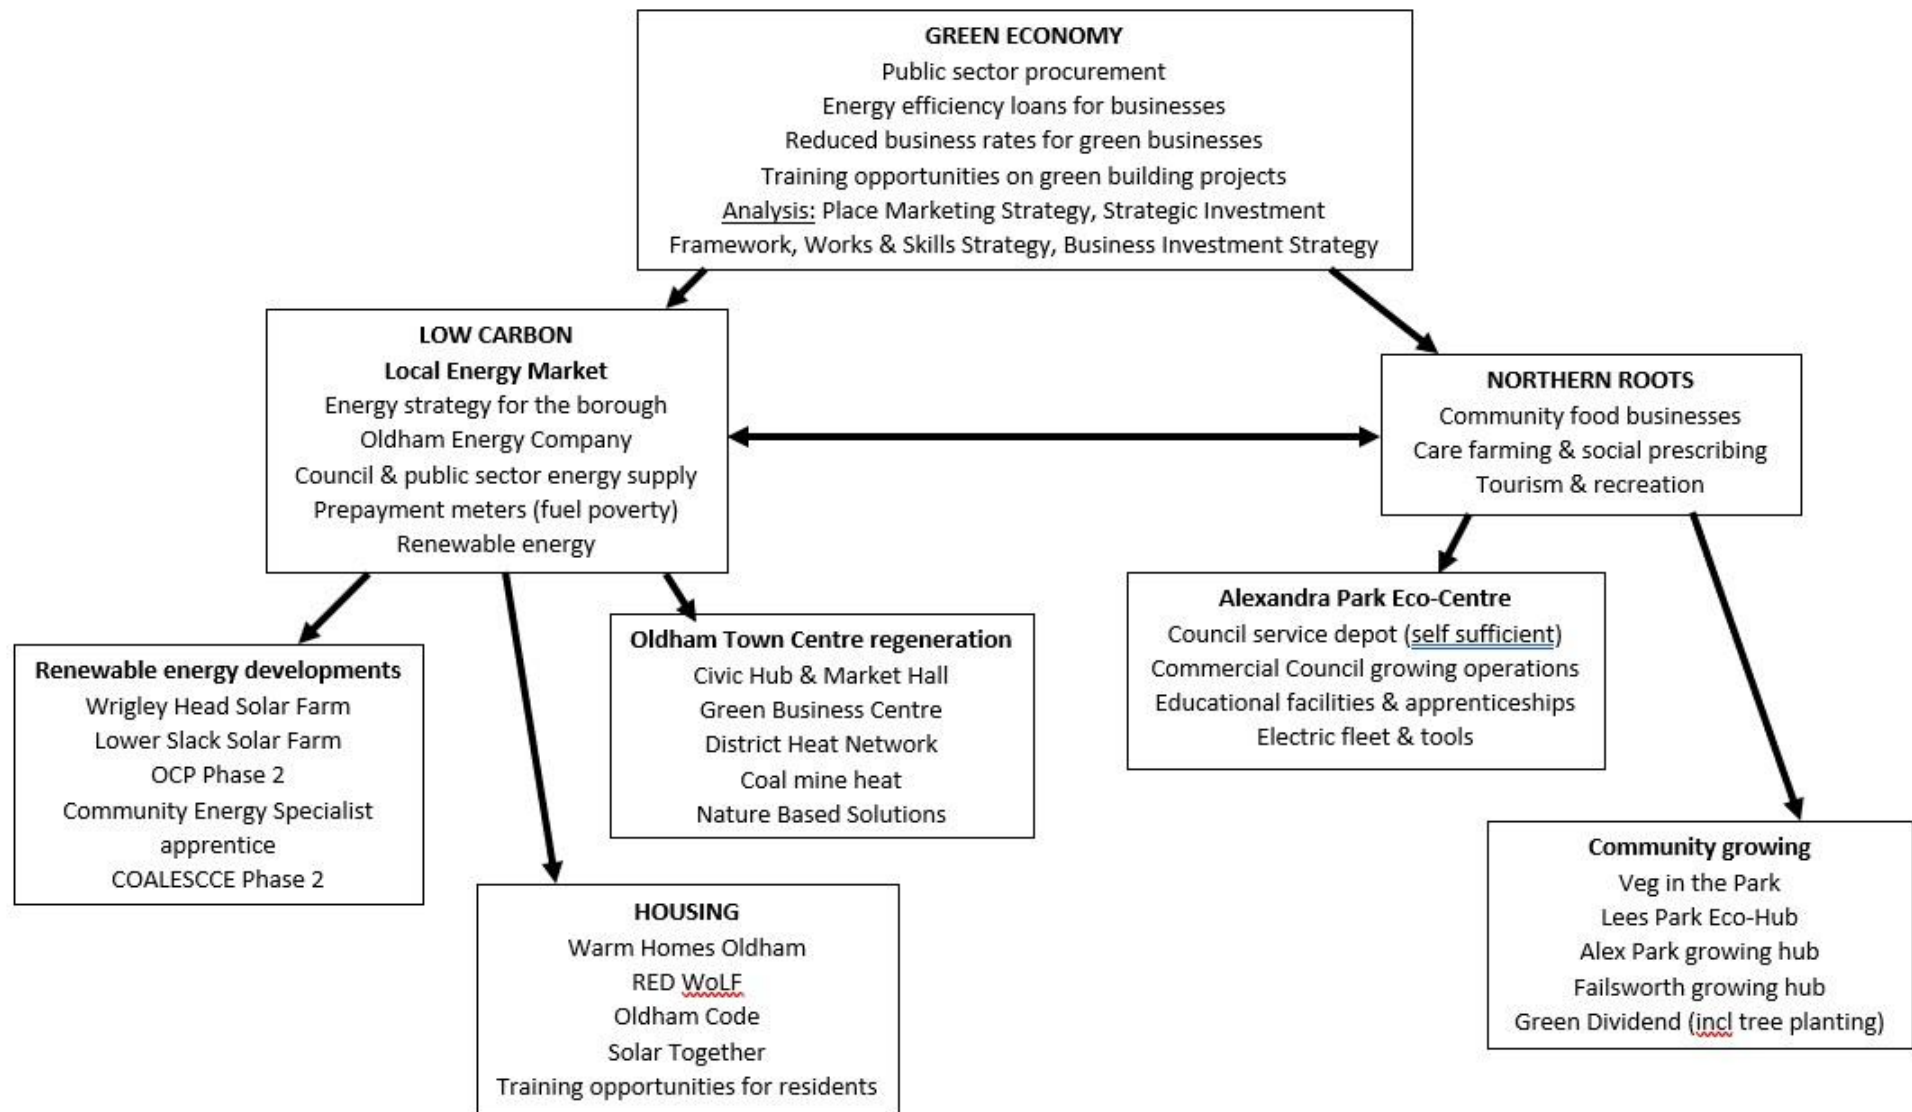 GREEN ECONOMY
Public sector procurement
Energy efficiency loans for businesses
Reduced business rates for green businesses
Training opportunities on green building projects
Analysis: Place Marketing Strategy, Strategic Investment
Framework, Works & Skills Strategy, Business Investment Strategy
LOW CARBON
Local Energy Market
Energy strategy for the borough
Oldham Energy Company
Council & public sector energy supply
Prepayment meters (fuel poverty)
Renewable energy
NORTHERN ROOTS
Community food businesses
Care farming & social prescribing
Tourism & recreation
Renewable energy developments
Wrigley Head Solar Farm
Lower Slack Solar Farm
OCP Phase 2
Community Energy Specialist
apprentice
COALESCCE Phase 2
Oldham Town Centre regeneration
Civic Hub & Market Hall
Green Business Centre
District Heat Network
Coal mine heat
Nature Based Solutions
Alexandra Park Eco-Centre
Council service depot (self sufficient)
Commercial Council growing operations
Educational facilities & apprenticeships
Electric fleet & tools
HOUSING
Warm Homes Oldham
RED WoLF
Oldham Code
Solar Together
Training opportunities for residents
Community growing
Veg in the Park
Lees Park Eco-Hub
Alex Park growing hub
Failsworth growing hub
Green Dividend (incl tree planting)